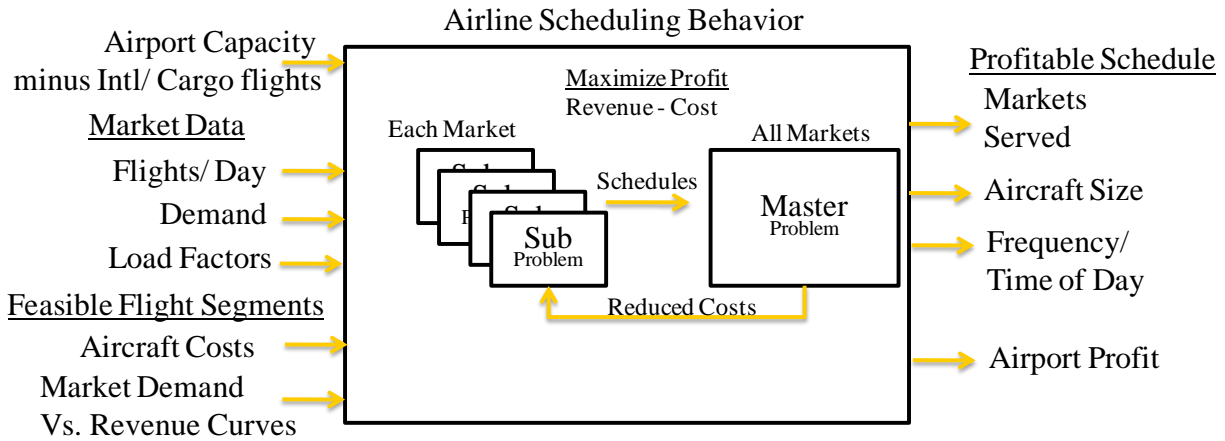 Airline Scheduling Behavior
Airport Capacity
minus Intl/ Cargo flights
Market Data
Flights/ Day
Demand
Load Factors
Feasible Flight Segments
Aircraft Costs
Market Demand
Vs. Revenue Curves
Maximize Profit
Revenue - Cost
Each Market
Sub
Problem
Schedules
All Markets
Master
Problem
Reduced Costs
Profitable Schedule
Markets
Served
Aircraft Size
Frequency/
Time of Day
Airport Profit